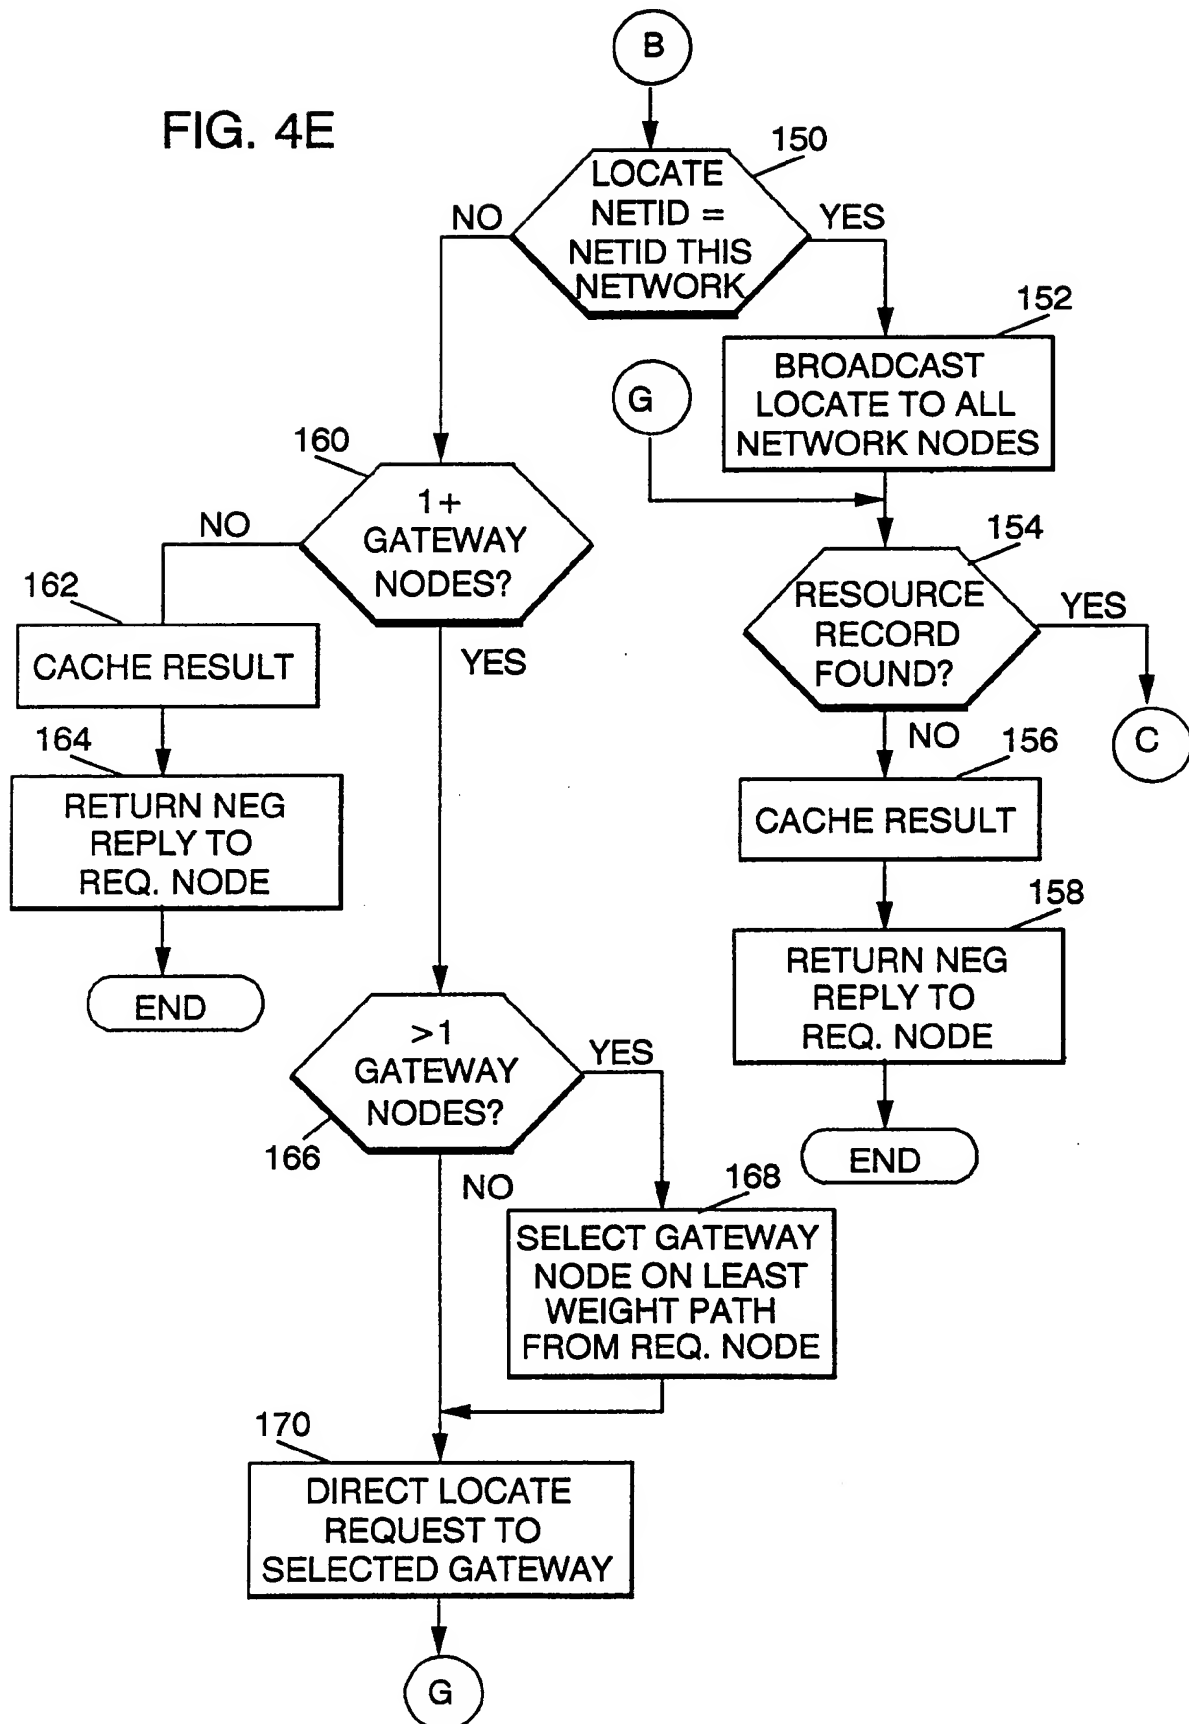 B
FIG. 4E
150
LOCATE
NETID =
NETID THIS
NETWORK
NO
YES
152
BROADCAST
LOCATE TO ALL
NETWORK NODES
G
160
1+
GATEWAY
NODES?
NO
YES
154
RESOURCE
RECORD
FOUND?
YES
NO
C
162
CACHE RESULT
164
RETURN NEG
REPLY TO
REQ. NODE
END
156
CACHE RESULT
158
RETURN NEG
REPLY TO
REQ. NODE
END
>1
GATEWAY
NODES?
166
YES
NO
168
SELECT GATEWAY
NODE ON LEAST
WEIGHT PATH
FROM REQ. NODE
170
DIRECT LOCATE
REQUEST TO
SELECTED GATEWAY
G